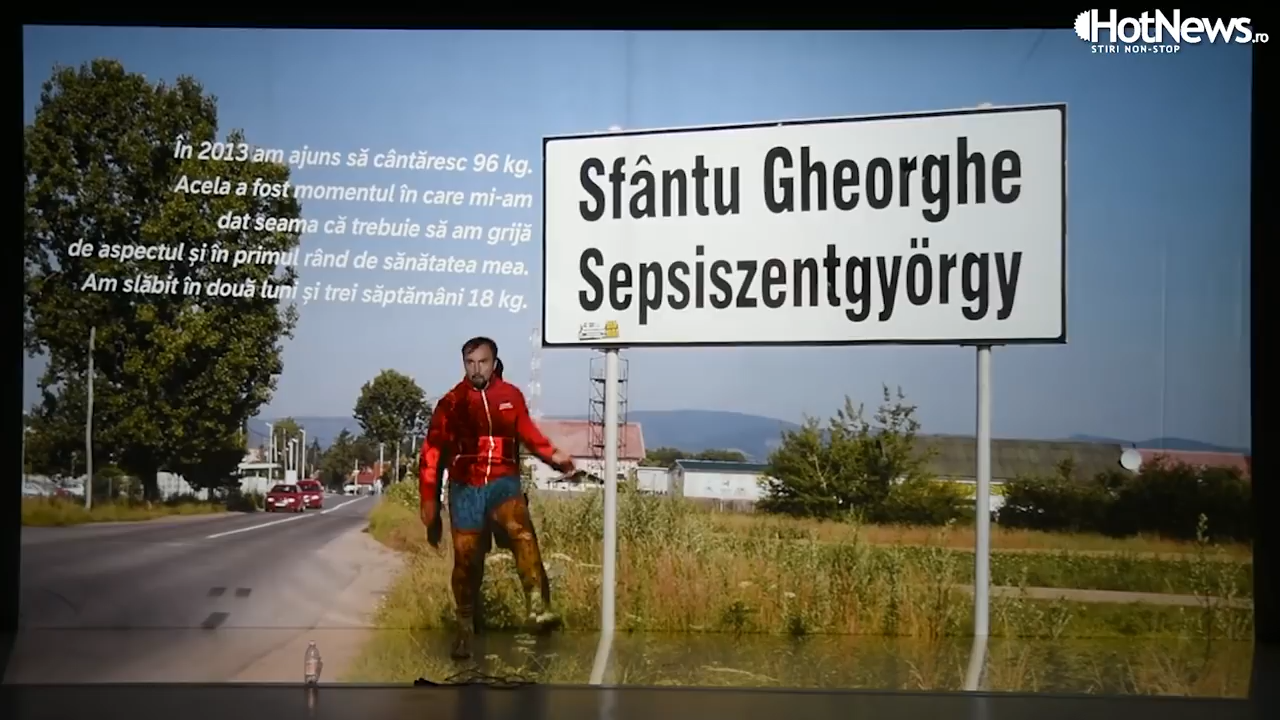 HotNews.ro
STIRI NON-STOP
În 2013 am ajuns să cântăresc 96 kg.
Acela a fost momentul în care mi-am
dat seama că trebuie să am grijă
de aspectul și în primul rând de sănătatea mea.
Am slăbit în două luni și trei săptămâni 18 kg.
Sfântu Gheorghe
Sepsiszentgyörgy